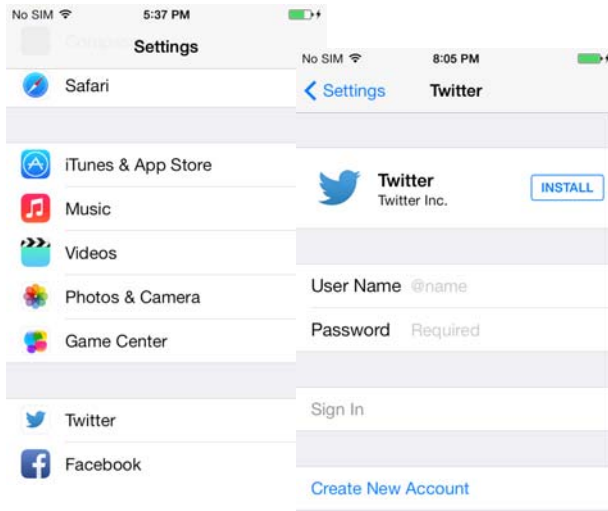 No SIM 5:37 PM
Compass
Settings
Safari
iTunes & App Store
Music
Videos
Photos & Camera
Game Center
Twitter
Facebook
No SIM 8:05 PM
Settings Twitter
Twitter
Twitter Inc.
INSTALL
User Name @name
Password Required
Sign In
Create New Account